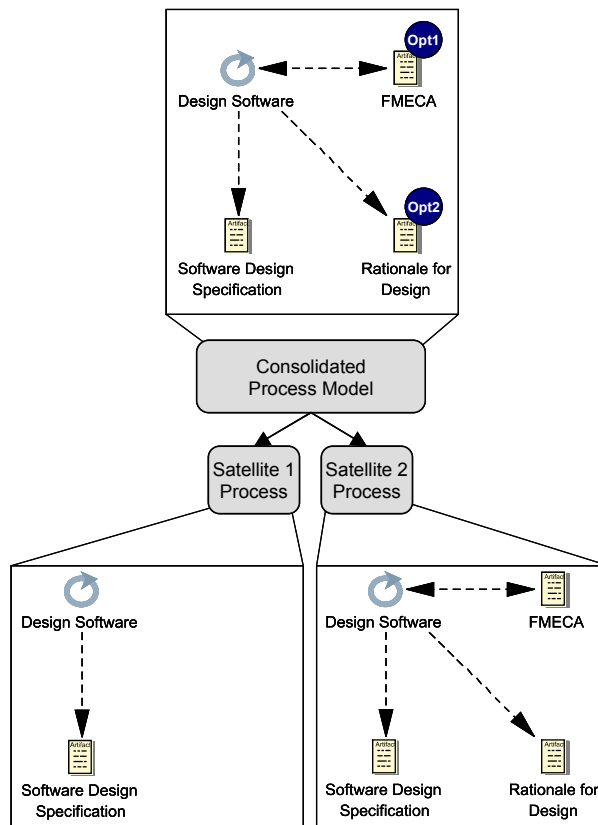 Opt1
Artifact
Design Software
FMECA
Opt2
Artifact
Artifact
Software Design
Specification
Rationale for
Design
Consolidated
Process Model
Satellite 1
Process
Satellite 2
Process
Design Software
Artifact
Software Design
Specification
Artifact
Design Software
FMECA
Artifact
Artifact
Software Design
Specification
Rationale for
Design